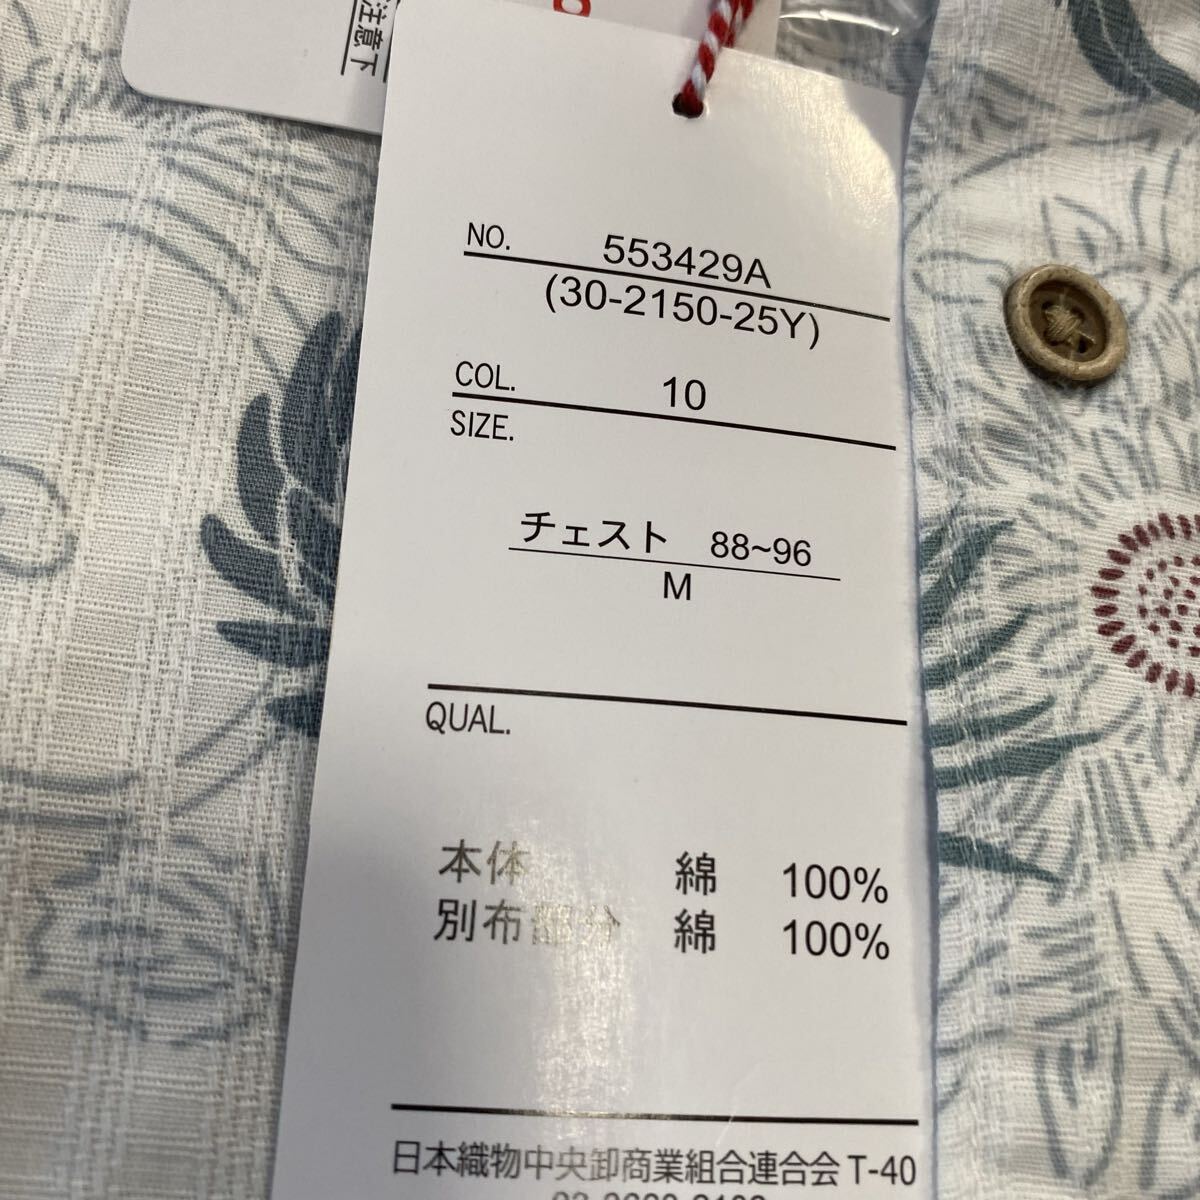 注意下
NO. 553429A
(30-2150-25Y)
COL. 10
SIZE.
チェスト 88~96
M
QUAL.
本体 綿 100%
別布部分 綿 100%
日本織物中央卸商業組合連合会 T-40